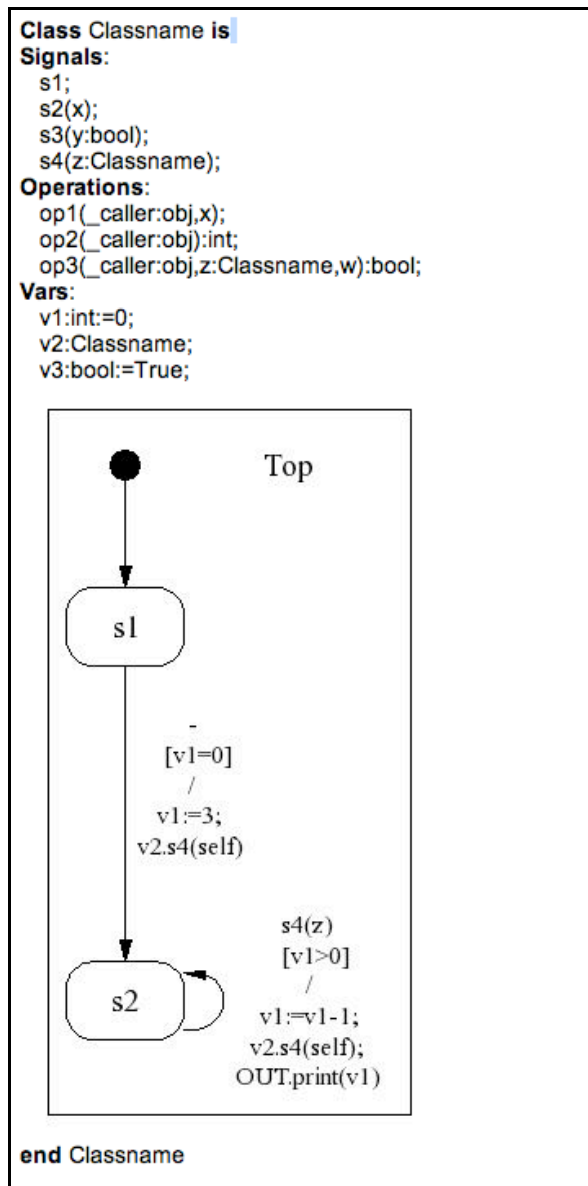 Class Classname is
Signals:
s1;
s2(x);
s3(y:bool);
s4(z:Classname);
Operations:
op1(_caller:obj,x);
op2(_caller:obj):int;
op3(_caller:obj,z:Classname,w):bool;
Vars:
v1:int:=0;
v2:Classname;
v3:bool:=True;
Top
s1
-
[v1=0]
/
v1:=3;
v2.s4(self)
s2
s4(z)
[v1>0]
/
v1:=v1-1;
v2.s4(self);
OUT.print(v1)
end Classname